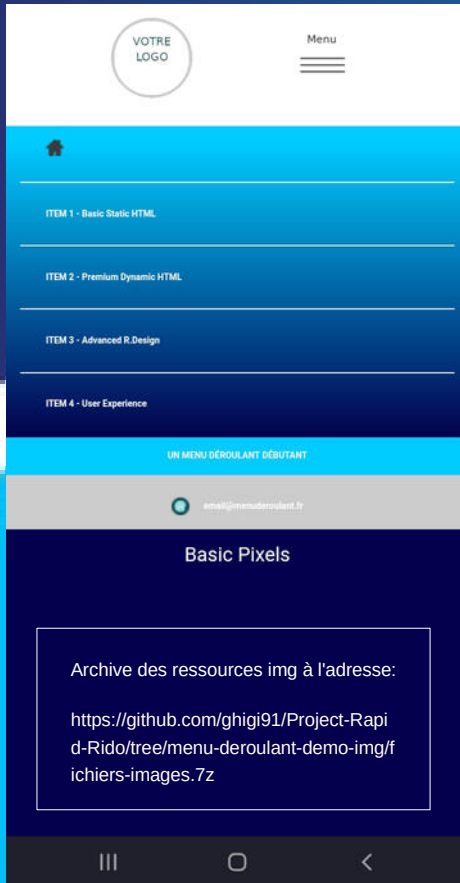 VOTRE
LOGO
Menu
ITEM 1 - Basic Static HTML
ITEM 2 - Premium Dynamic HTML
ITEM 3 - Advanced R.Design
ITEM 4 - User Experience
UN MENU DÉROULANT DÉBUTANT
email@menuderoulant.fr
Basic Pixels
Archive des ressources img à l'adresse:
https://github.com/ghigi91/Project-Rapi
d-Rido/tree/menu-deroulant-demo-img/f
ichiers-images.7z